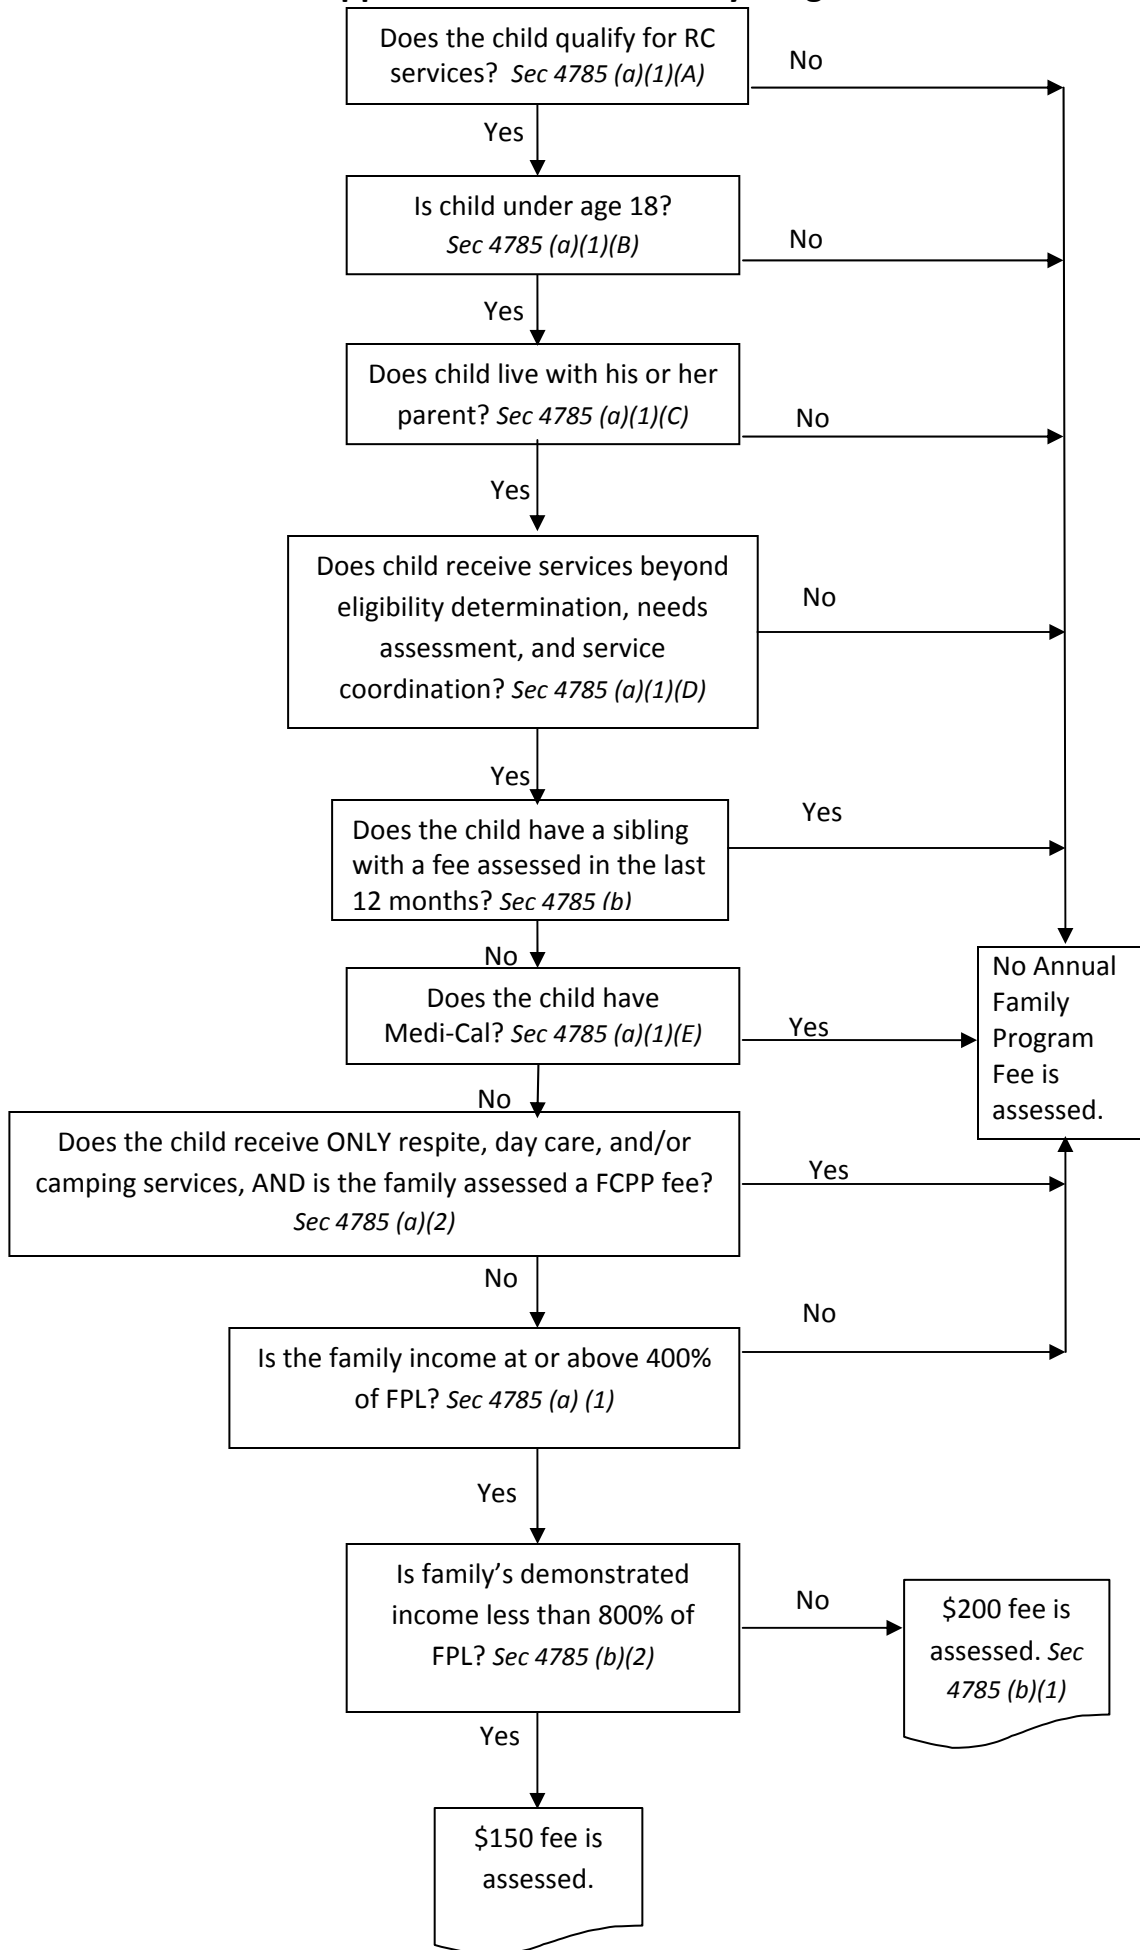 Does the child qualify for RC
services? Sec 4785 (a)(1)(A)
No
Yes
Is child under age 18?
Sec 4785 (a)(1)(B)
No
Yes
Does child live with his or her
parent? Sec 4785 (a)(1)(C)
No
Yes
Does child receive services beyond
eligibility determination, needs
assessment, and service
coordination? Sec 4785 (a)(1)(D)
No
Yes
Does the child have a sibling
with a fee assessed in the last
12 months? Sec 4785 (b)
Yes
No
Does the child have
Medi-Cal? Sec 4785 (a)(1)(E)
Yes
No Annual
Family
Program
Fee is
assessed.
No
Does the child receive ONLY respite, day care, and/or
camping services, AND is the family assessed a FCPP fee?
Sec 4785 (a)(2)
Yes
No
Is the family income at or above 400%
of FPL? Sec 4785 (a) (1)
No
Yes
Is family's demonstrated
income less than 800% of
FPL? Sec 4785 (b)(2)
No
$200 fee is
assessed. Sec
4785 (b)(1)
Yes
$150 fee is
assessed.